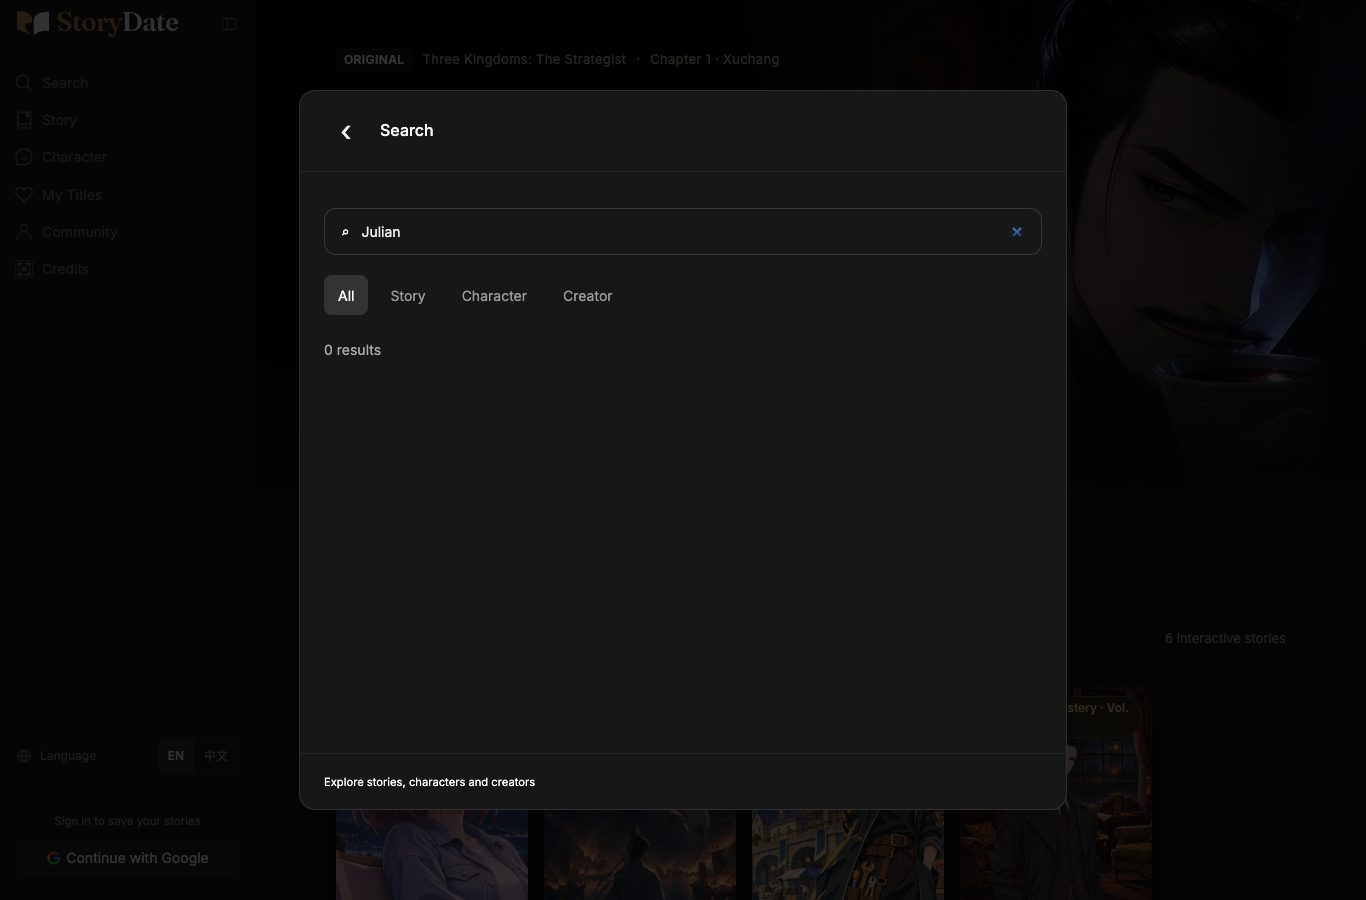 StoryDate
Search
Story
Character
My Titles
Community
Credits
Language
EN
中文
Sign in to save your stories
Continue with Google
ORIGINAL Three Kingdoms: The Strategist · Chapter 1 · Xuchang
Search
Julian
All Story Character Creator
0 results
Explore stories, characters and creators
6 interactive stories
stery · Vol.